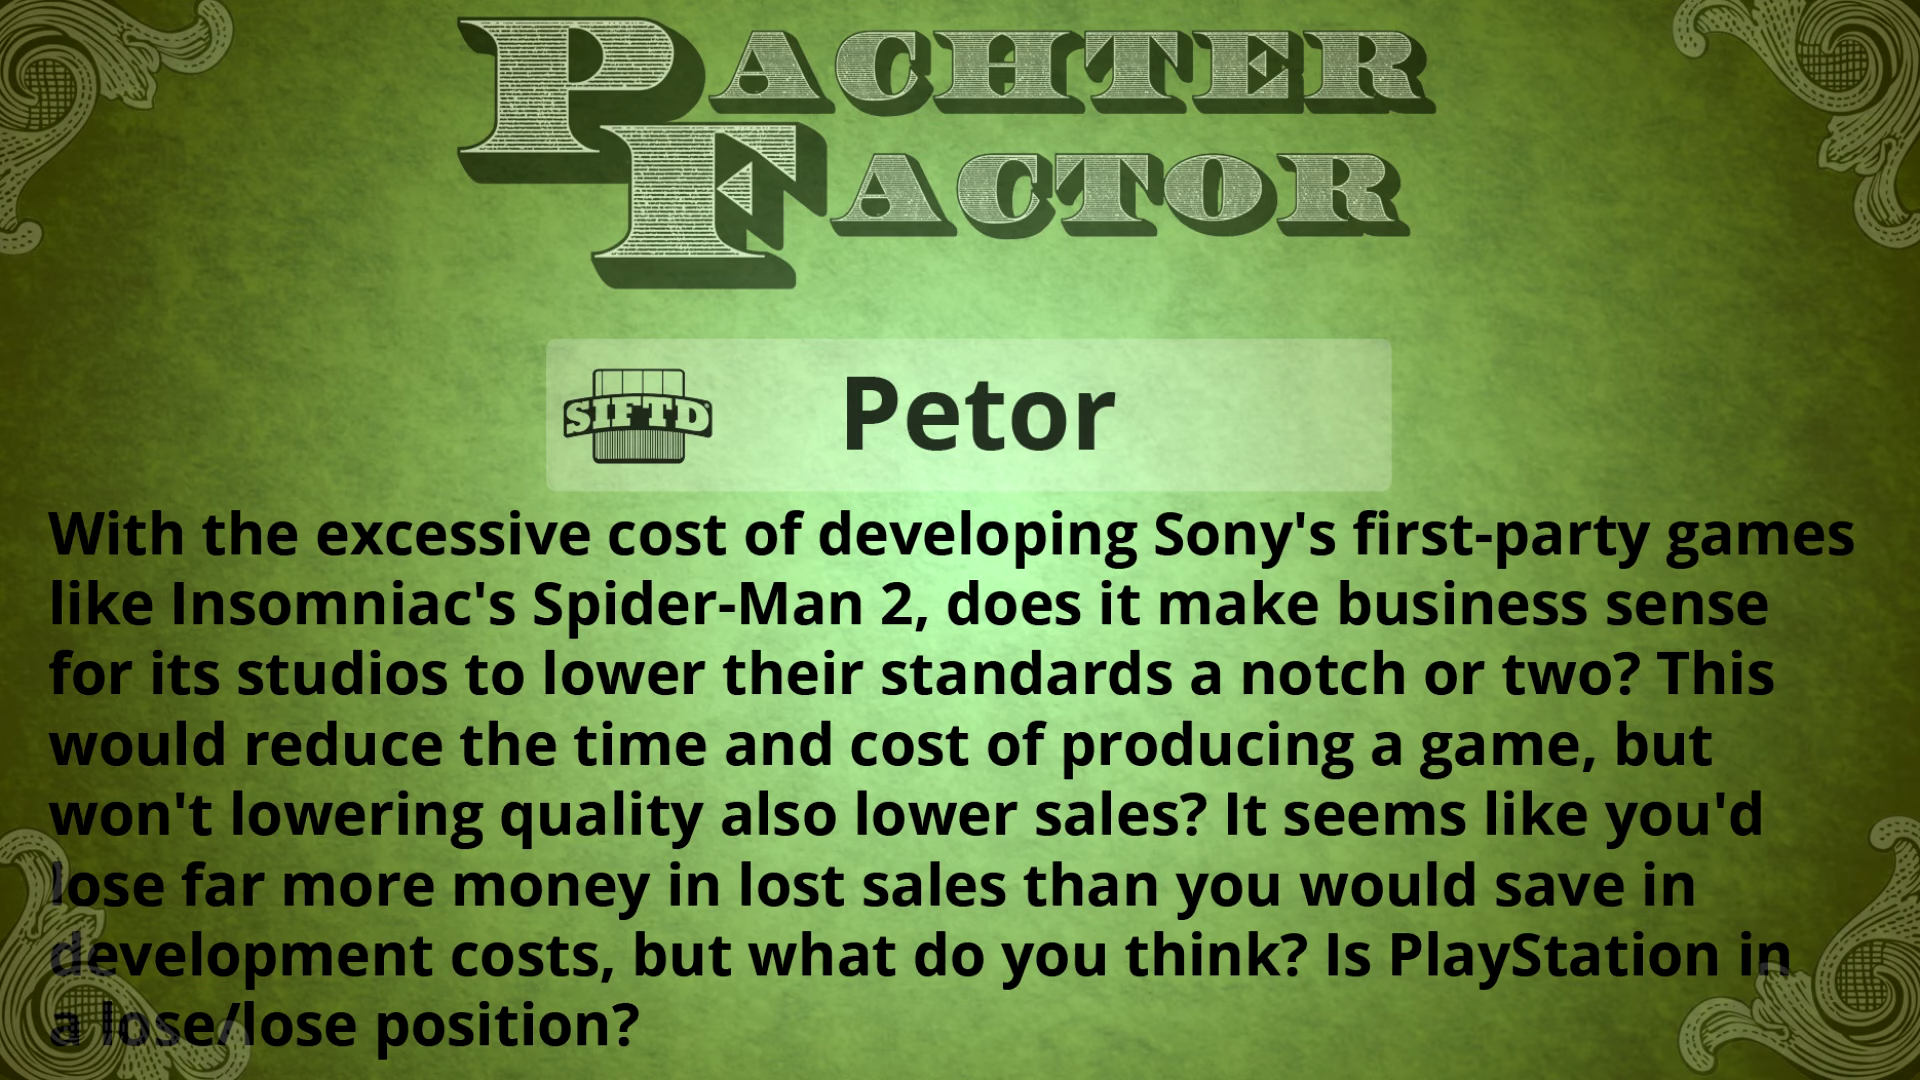 PACHTER
FACTOR
SIFTD
Petor
With the excessive cost of developing Sony's first-party games
like Insomniac's Spider-Man 2, does it make business sense
for its studios to lower their standards a notch or two? This
would reduce the time and cost of producing a game, but
won't lowering quality also lower sales? It seems like you'd
lose far more money in lost sales than you would save in
development costs, but what do you think? Is PlayStation in
a lose/lose position?